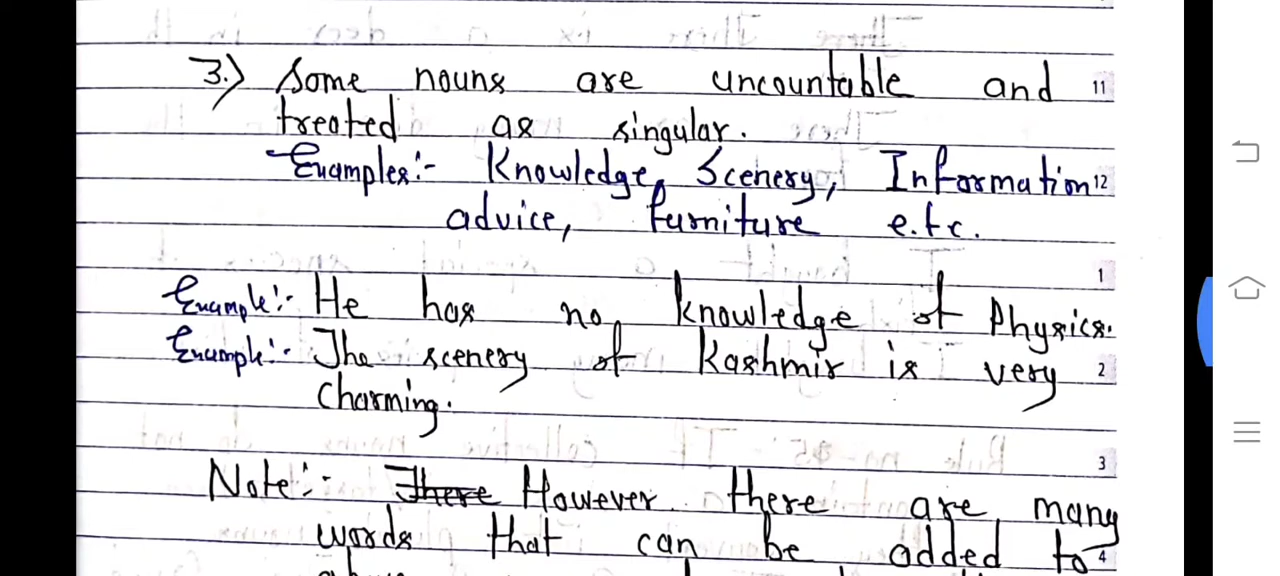 3.) Some nouns are uncountable and
treated as singular.
Examples:- Knowledge, Scenery, Information
advice, furniture e.t.c.
Example:- He has no knowledge of Physics.
Example:- The scenery of Kashmir is very
Charming.
Note:- There However there are many
words that can be added to
11
12
1
2
3
4